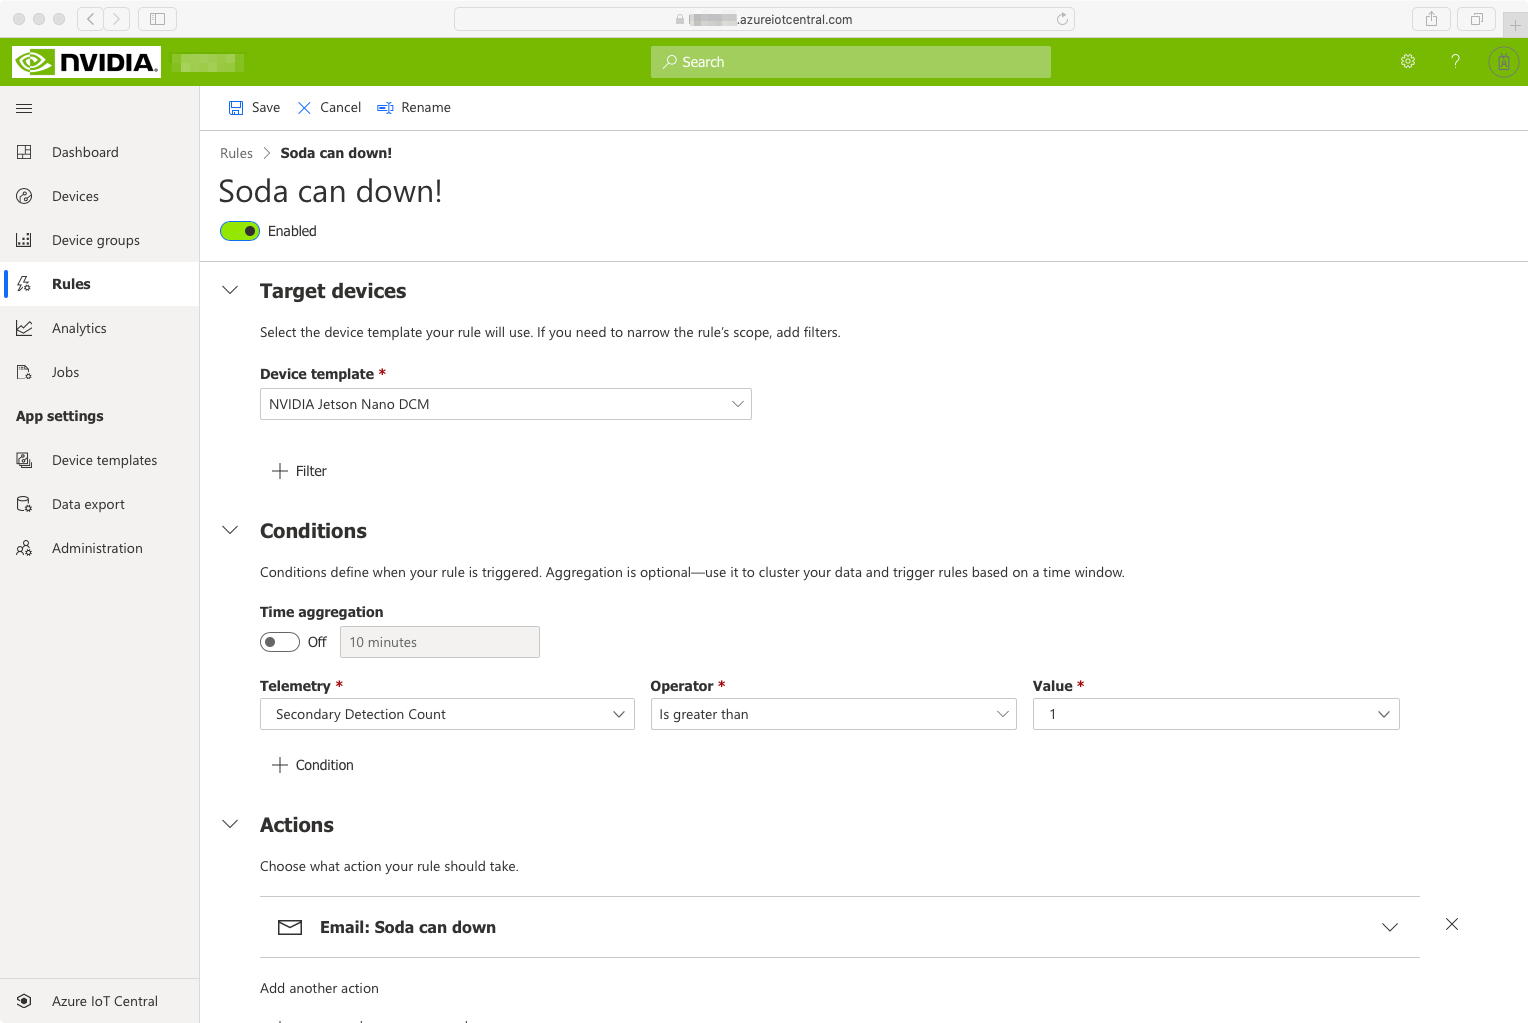 .azureiotcentral.com
NVIDIA.
Search
?
Save Cancel Rename
Dashboard
Devices
Device groups
Rules
Analytics
Jobs
App settings
Device templates
Data export
Administration
Azure IoT Central
Rules > Soda can down!
Soda can down!
Enabled
Target devices
Select the device template your rule will use. If you need to narrow the rule's scope, add filters.
Device template *
NVIDIA Jetson Nano DCM
+ Filter
Conditions
Conditions define when your rule is triggered. Aggregation is optional—use it to cluster your data and trigger rules based on a time window.
Time aggregation
Off 10 minutes
Telemetry * Operator * Value *
Secondary Detection Count Is greater than 1
+ Condition
Actions
Choose what action your rule should take.
Email: Soda can down
Add another action